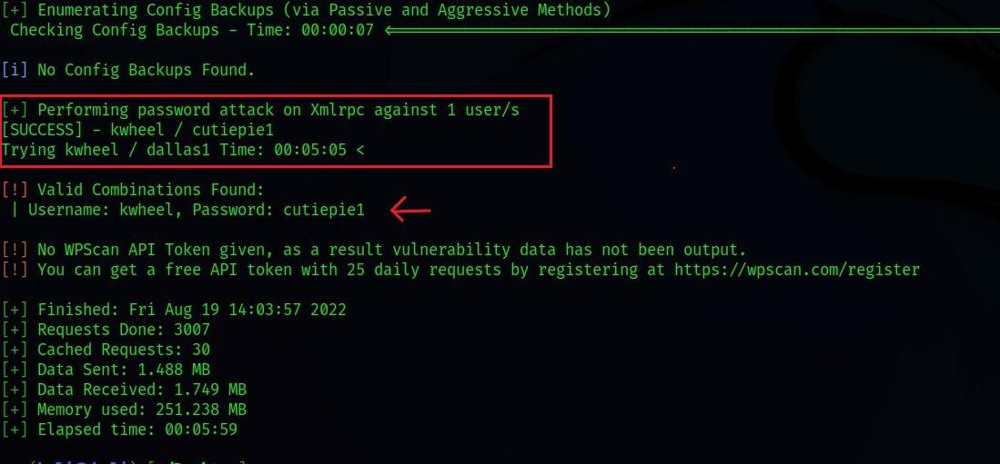 [+] Enumerating Config Backups (via Passive and Aggressive Methods)
Checking Config Backups - Time: 00:00:07 <==============================================
[i] No Config Backups Found.
[+] Performing password attack on Xmlrpc against 1 user/s
[SUCCESS] - kwheel / cutiepie1
Trying kwheel / dallas1 Time: 00:05:05 <
[!] Valid Combinations Found:
| Username: kwheel, Password: cutiepie1
[!] No WPScan API Token given, as a result vulnerability data has not been output.
[!] You can get a free API token with 25 daily requests by registering at https://wpscan.com/register
[+] Finished: Fri Aug 19 14:03:57 2022
[+] Requests Done: 3007
[+] Cached Requests: 30
[+] Data Sent: 1.488 MB
[+] Data Received: 1.749 MB
[+] Memory used: 251.238 MB
[+] Elapsed time: 00:05:59